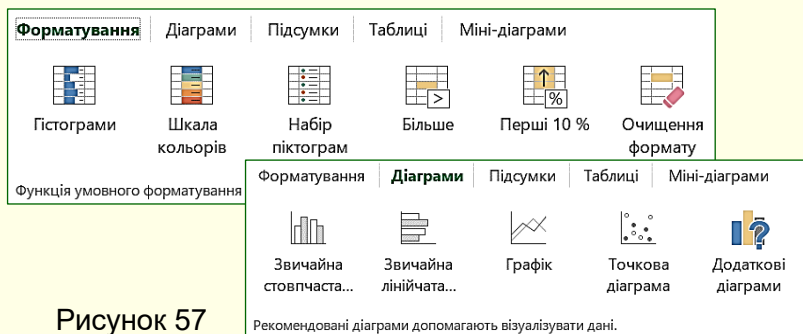 Форматування Діаграми Підсумки Таблиці Міні-діаграми
Гістограми Шкала Набір Більше Перші 10 % Очищення
кольорів піктограм формату
Функція умовного форматування
Форматування Діаграми Підсумки Таблиці Міні-діаграми
Звичайна Звичайна Графік Точкова Додаткові
стовпчаста... лінійчата... діаграма діаграми
Рекомендовані діаграми допомагають візуалізувати дані.
Рисунок 57